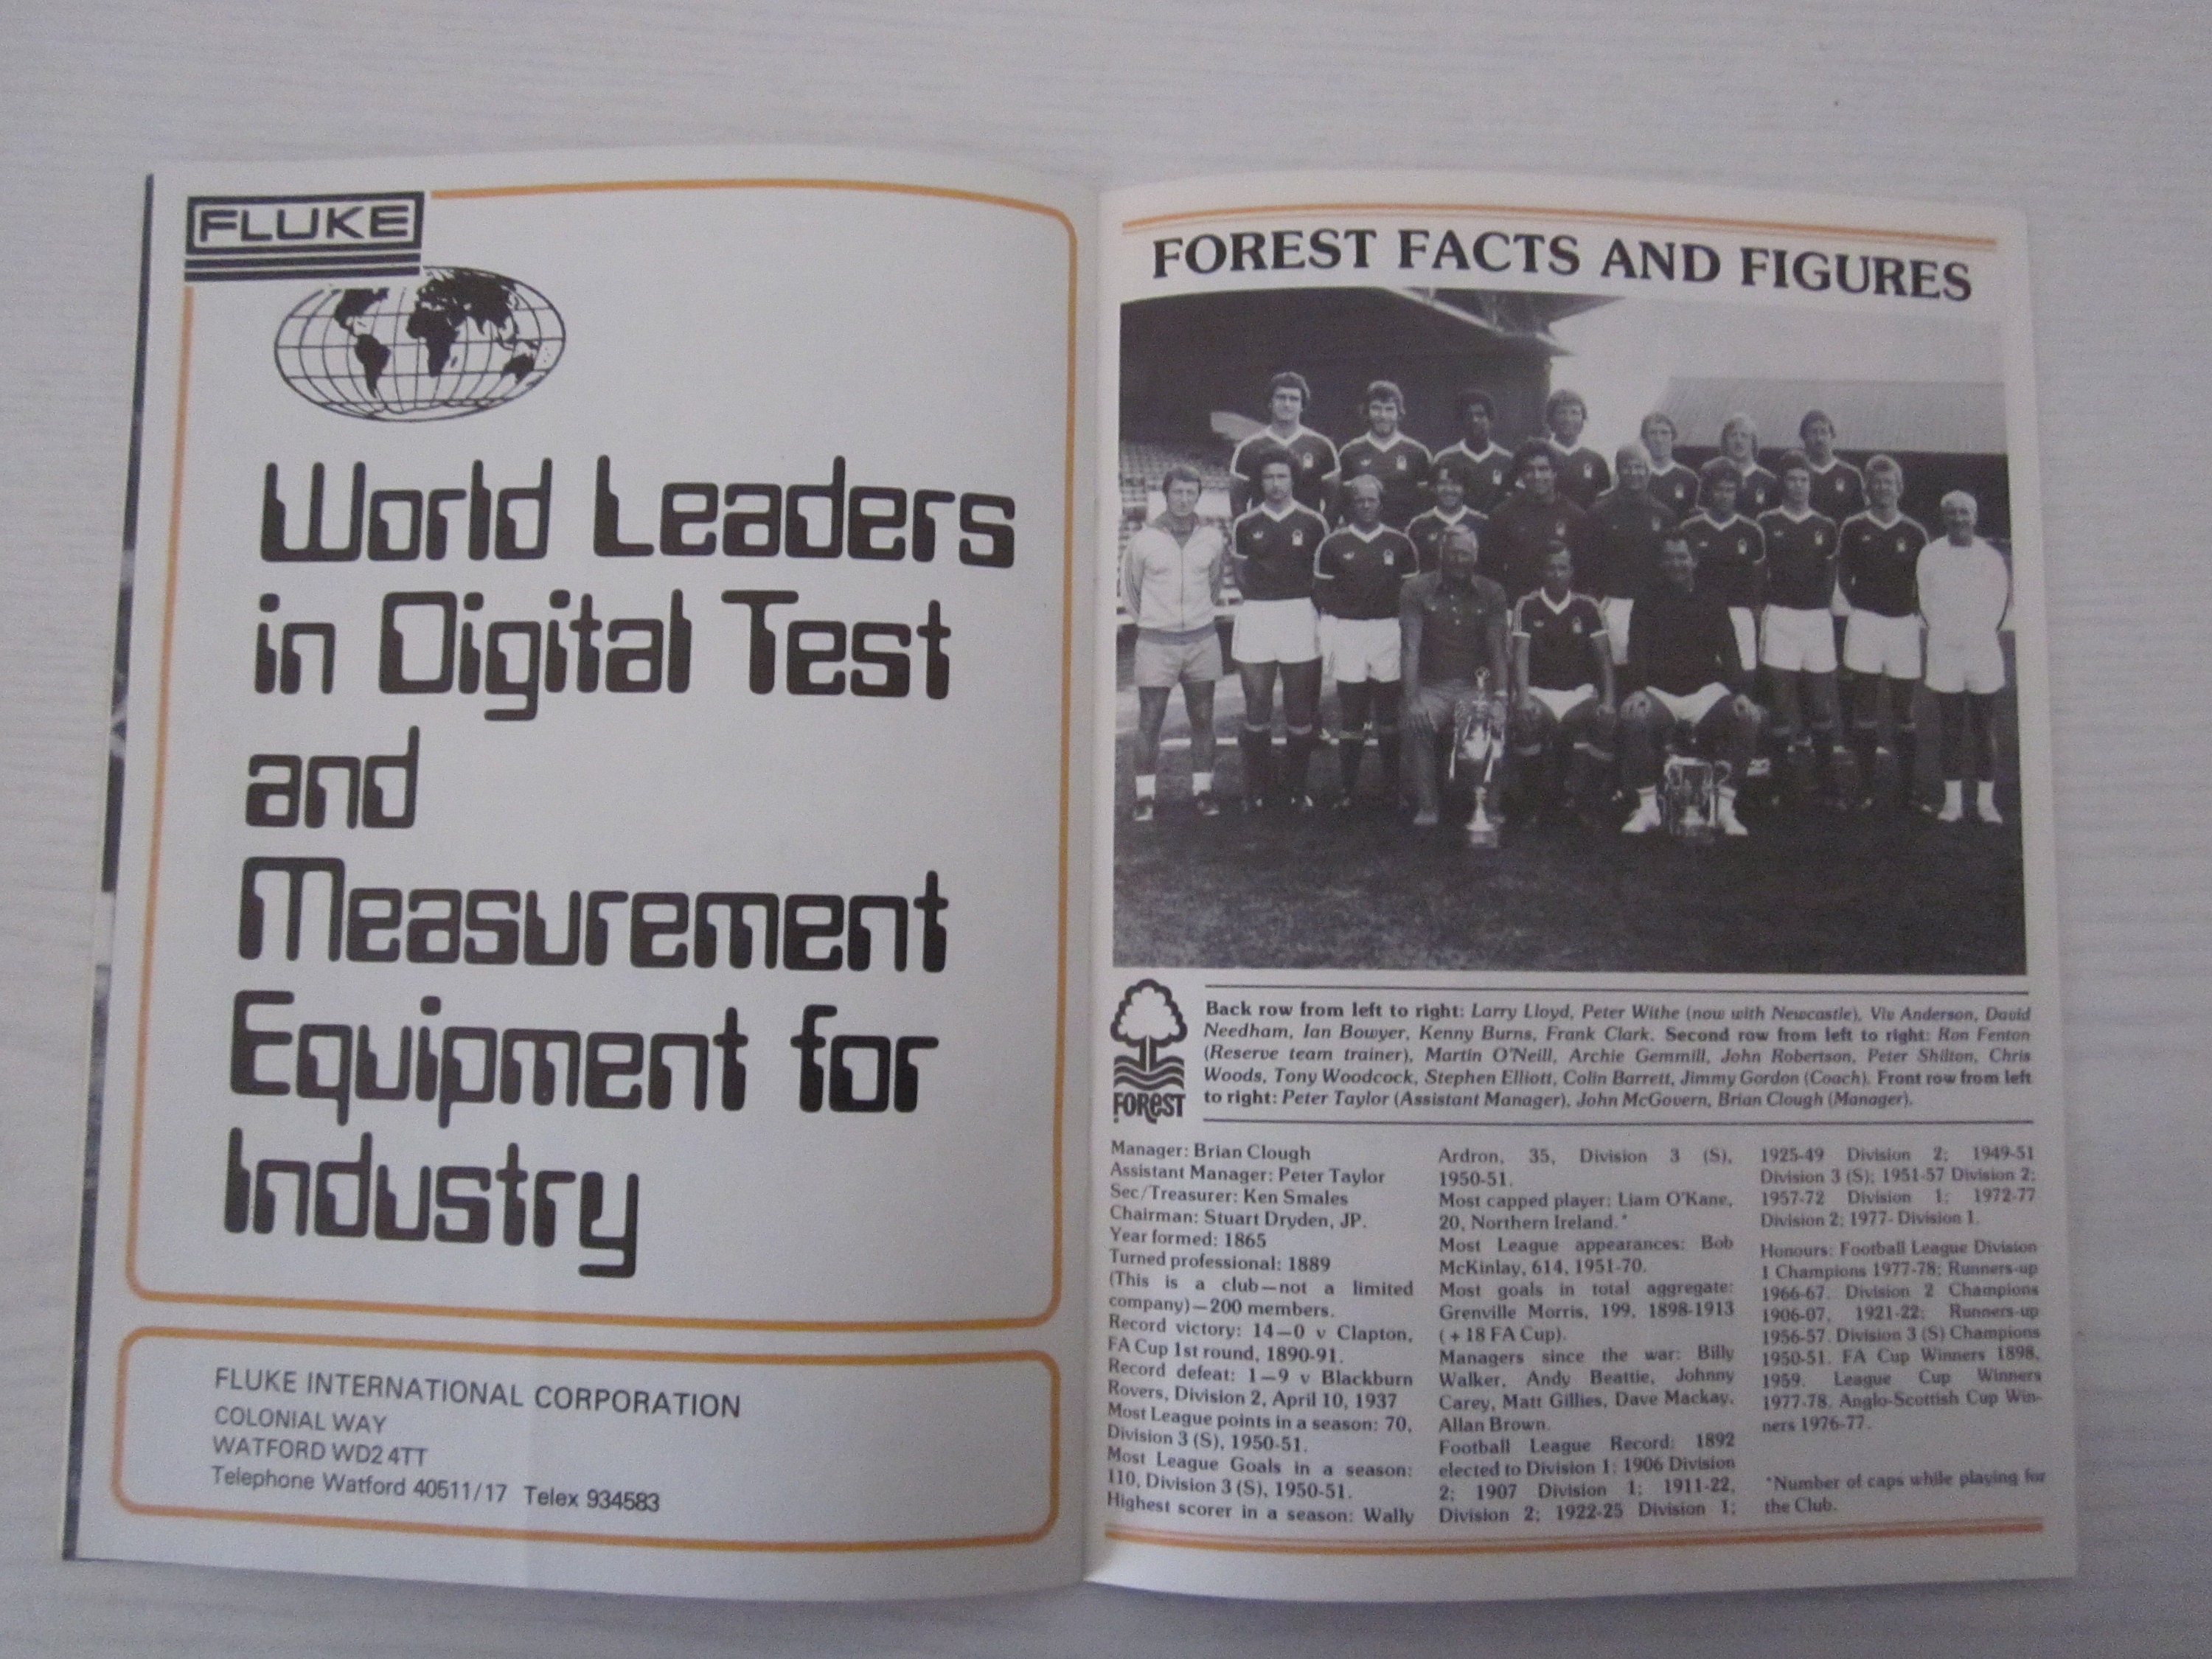 FLUKE
World Leaders
in Digital Test
and
Measurement
Equipment for
Industry
FLUKE INTERNATIONAL CORPORATION
COLONIAL WAY
WATFORD WD2 4TT
Telephone Watford 40511/17 Telex 934583
FOREST FACTS AND FIGURES
FOREST
Back row from left to right: Larry Lloyd, Peter Withe (now with Newcastle), Viv Anderson, David
Needham, Ian Bowyer, Kenny Burns, Frank Clark. Second row from left to right: Ron Fenton
(Reserve team trainer), Martin O'Neill, Archie Gemmill, John Robertson, Peter Shilton, Chris
Woods, Tony Woodcock, Stephen Elliott, Colin Barrett, Jimmy Gordon (Coach). Front row from left
to right: Peter Taylor (Assistant Manager), John McGovern, Brian Clough (Manager).
Manager: Brian Clough
Assistant Manager: Peter Taylor
Sec/Treasurer: Ken Smales
Chairman: Stuart Dryden, JP.
Year formed: 1865
Turned professional: 1889
(This is a club—not a limited
company)—200 members.
Record victory: 14—0 v Clapton,
FA Cup 1st round, 1890-91.
Record defeat: 1—9 v Blackburn
Rovers, Division 2, April 10, 1937
Most League points in a season: 70,
Division 3 (S), 1950-51.
Most League Goals in a season:
110, Division 3 (S), 1950-51.
Highest scorer in a season: Wally
Ardron, 35, Division 3 (S),
1950-51.
Most capped player: Liam O'Kane,
20, Northern Ireland.*
Most League appearances: Bob
McKinlay, 614, 1951-70.
Most goals in total aggregate:
Grenville Morris, 199, 1898-1913
(+18 FA Cup).
Managers since the war: Billy
Walker, Andy Beattie, Johnny
Carey, Matt Gillies, Dave Mackay,
Allan Brown.
Football League Record: 1892
elected to Division 1; 1906 Division
2; 1907 Division 1; 1911-22,
Division 2; 1922-25 Division 1;
1925-49 Division 2; 1949-51
Division 3 (S); 1951-57 Division 2;
1957-72 Division 1; 1972-77
Division 2; 1977- Division 1.
Honours: Football League Division
1 Champions 1977-78; Runners-up
1966-67. Division 2 Champions
1906-07, 1921-22; Runners-up
1956-57. Division 3 (S) Champions
1950-51. FA Cup Winners 1898,
1959. League Cup Winners
1977-78. Anglo-Scottish Cup Win-
ners 1976-77.
*Number of caps while playing for
the Club.